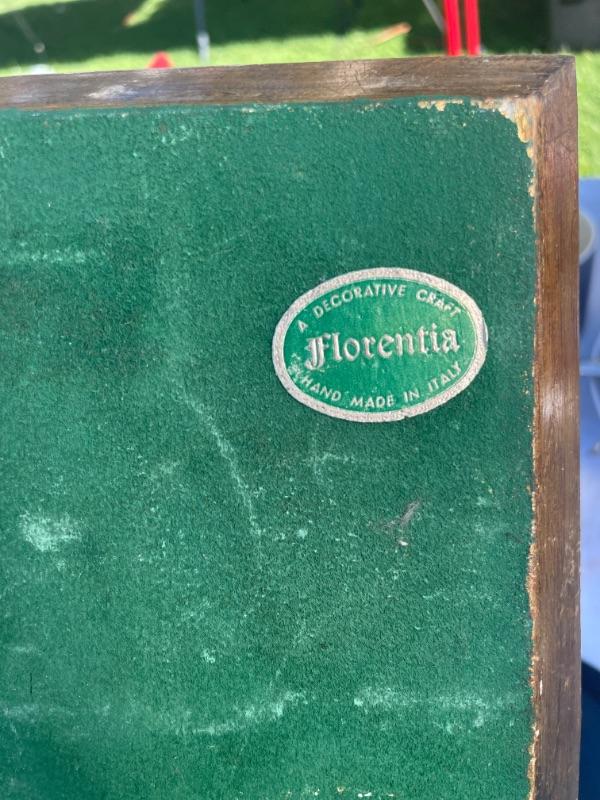 A DECORATIVE CRAFT
Florentia
HAND MADE IN ITALY